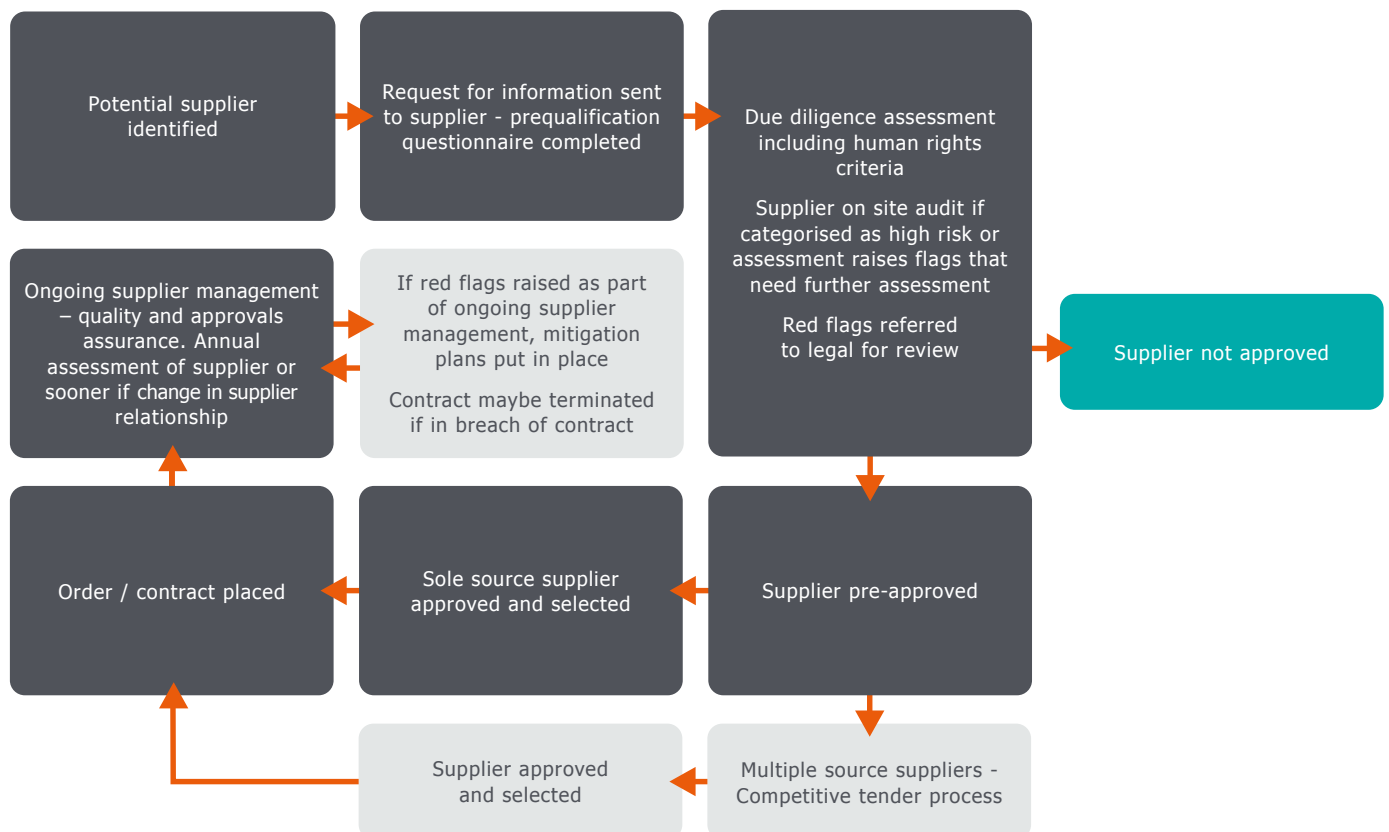 Potential supplier
identified
Request for information sent
to supplier - prequalification
questionnaire completed
Due diligence assessment
including human rights
criteria
Supplier on site audit if
categorised as high risk or
assessment raises flags that
need further assessment
Red flags referred
to legal for review
Supplier not approved
Ongoing supplier management
– quality and approvals
assurance. Annual
assessment of supplier or
sooner if change in supplier
relationship
If red flags raised as part
of ongoing supplier
management, mitigation
plans put in place
Contract maybe terminated
if in breach of contract
Order / contract placed
Sole source supplier
approved and selected
Supplier pre-approved
Supplier approved
and selected
Multiple source suppliers -
Competitive tender process